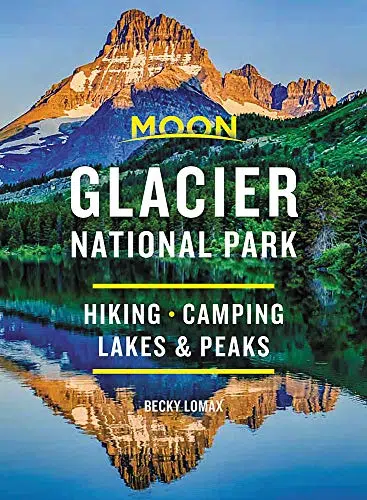 MOON
GLACIER
NATIONAL PARK
HIKING • CAMPING
LAKES & PEAKS
BECKY LOMAX